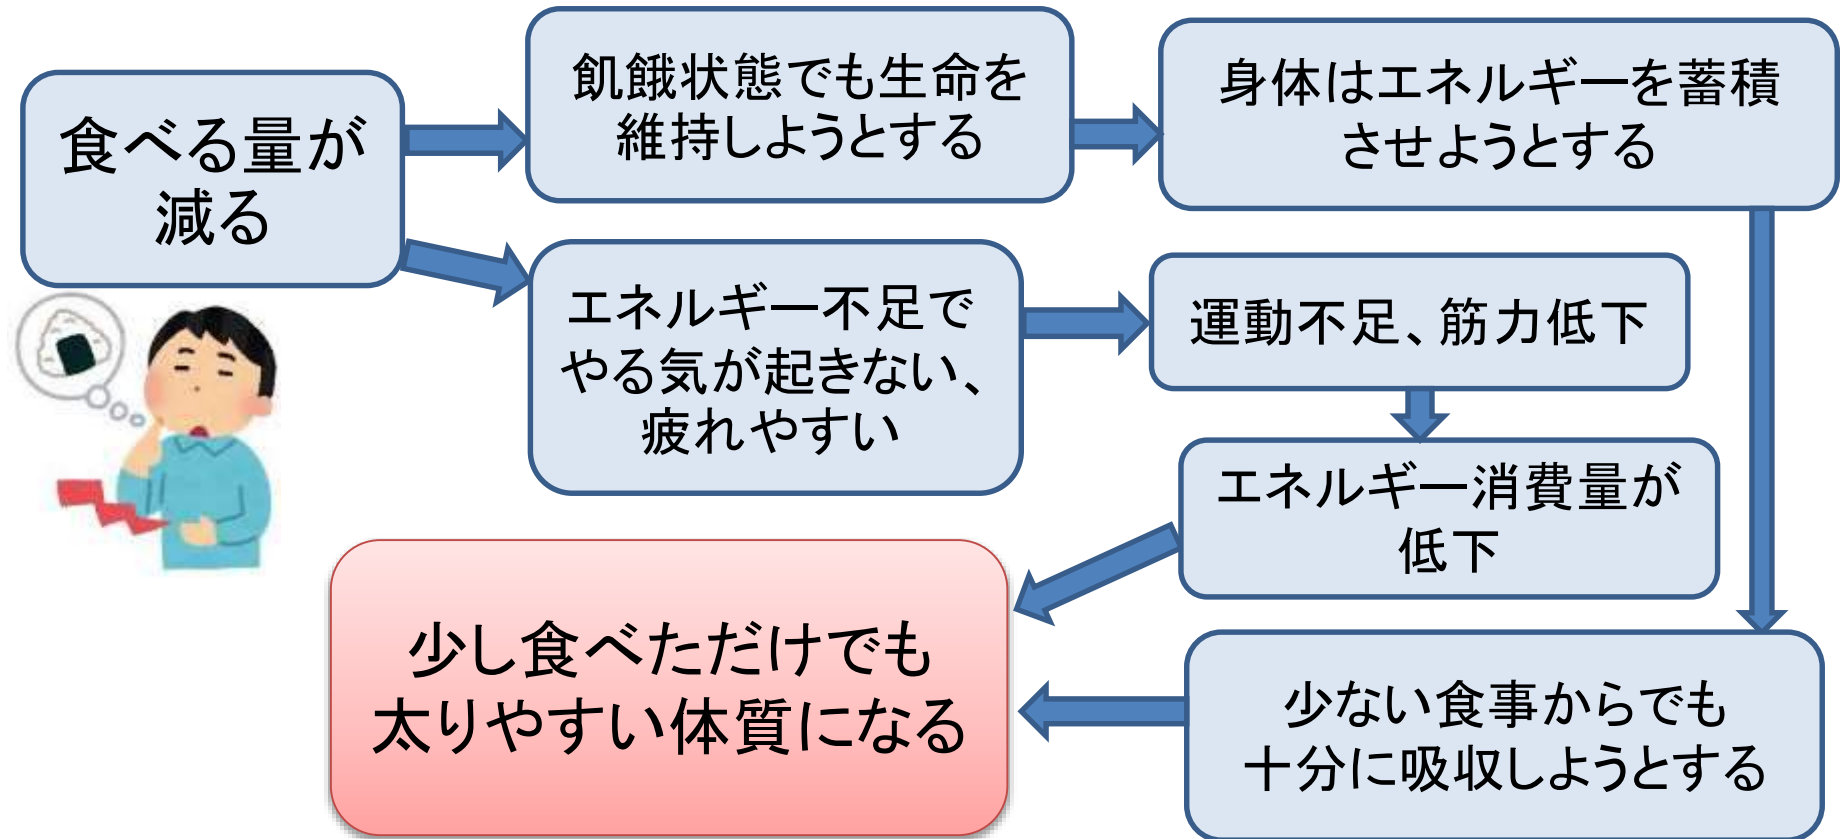 食べる量が
減る
飢餓状態でも生命を
維持しようとする
身体はエネルギーを蓄積
させようとする
エネルギー不足で
やる気が起きない、
疲れやすい
運動不足、筋力低下
エネルギー消費量が
低下
少ない食事からでも
十分に吸収しようとする
少し食べただけでも
太りやすい体質になる